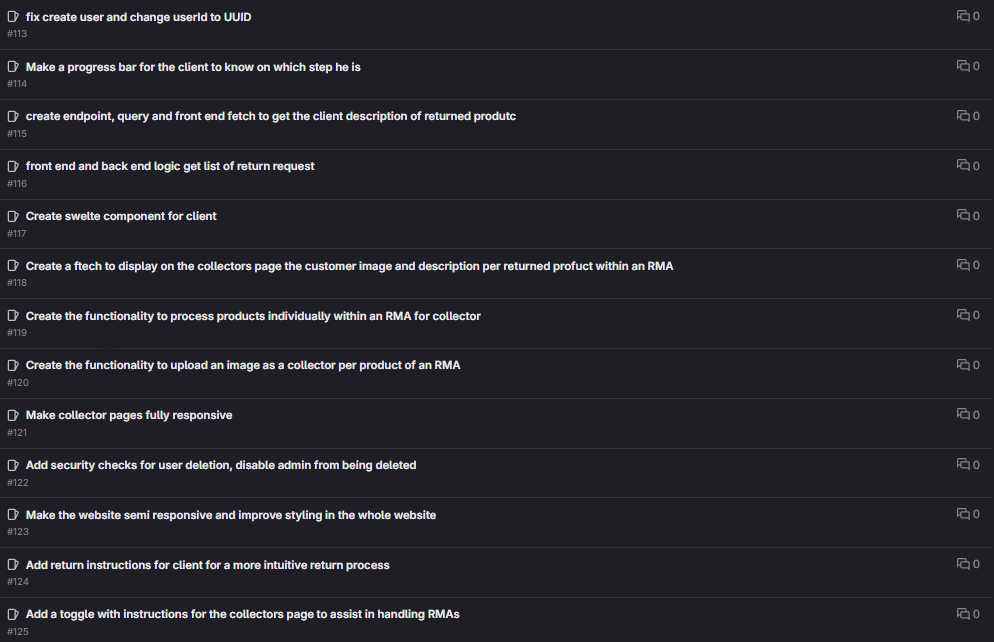 fix create user and change userId to UUID 0
#113
Make a progress bar for the client to know on which step he is 0
#114
create endpoint, query and front end fetch to get the client description of returned produtc 0
#115
front end and back end logic get list of return request 0
#116
Create swelte component for client 0
#117
Create a ftech to display on the collectors page the customer image and description per returned profuct within an RMA 0
#118
Create the functionality to process products individually within an RMA for collector 0
#119
Create the functionality to upload an image as a collector per product of an RMA 0
#120
Make collector pages fully responsive 0
#121
Add security checks for user deletion, disable admin from being deleted 0
#122
Make the website semi responsive and improve styling in the whole website 0
#123
Add return instructions for client for a more intuitive return process 0
#124
Add a toggle with instructions for the collectors page to assist in handling RMAs 0
#125